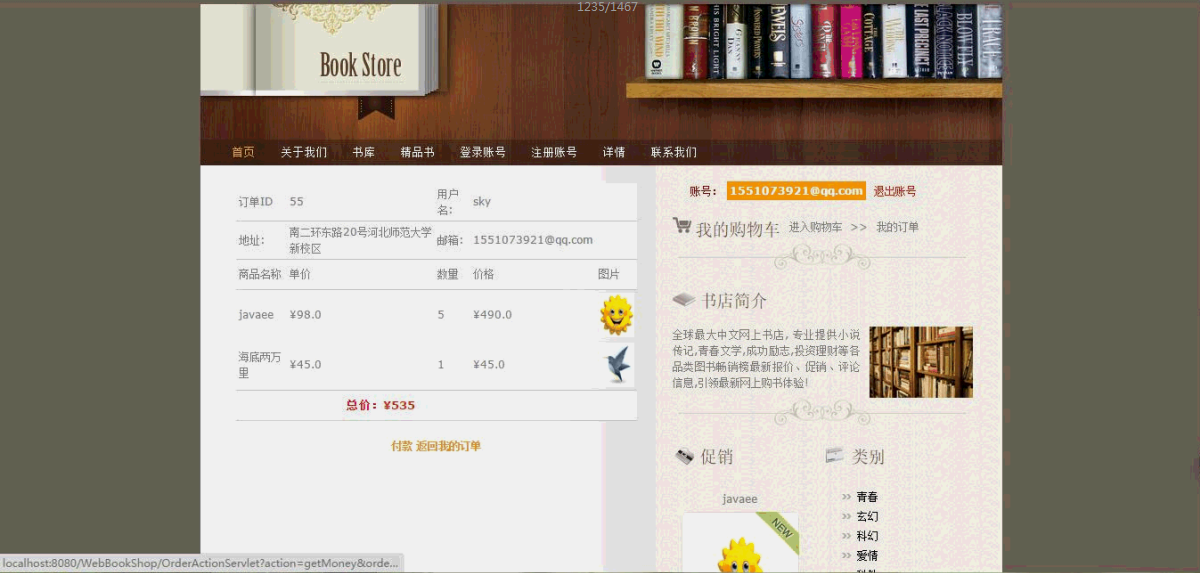 1235/1467
Book Store
首页 关于我们 书库 精品书 登录账号 注册账号 详情 联系我们
订单ID 55 用户名: sky
地址: 南二环东路20号河北师范大学新校区 邮箱: 1551073921@qq.com
商品名称 单价 数量 价格 图片
javaee ¥98.0 5 ¥490.0
海底两万里 ¥45.0 1 ¥45.0
总价：¥535
付款 返回我的订单
账号: 1551073921@qq.com 退出账号
我的购物车 进入购物车 >> 我的订单
书店简介
全球最大中文网上书店, 专业提供小说
传记,青春文学,成功励志,投资理财等各
品类图书畅销榜最新报价、促销、评论
信息,引领最新网上购书体验!
促销
javaee
NEW
类别
>> 青春
>> 玄幻
>> 科幻
>> 爱情
localhost:8080/WebBookShop/OrderActionServlet?action=getMoney&orde...